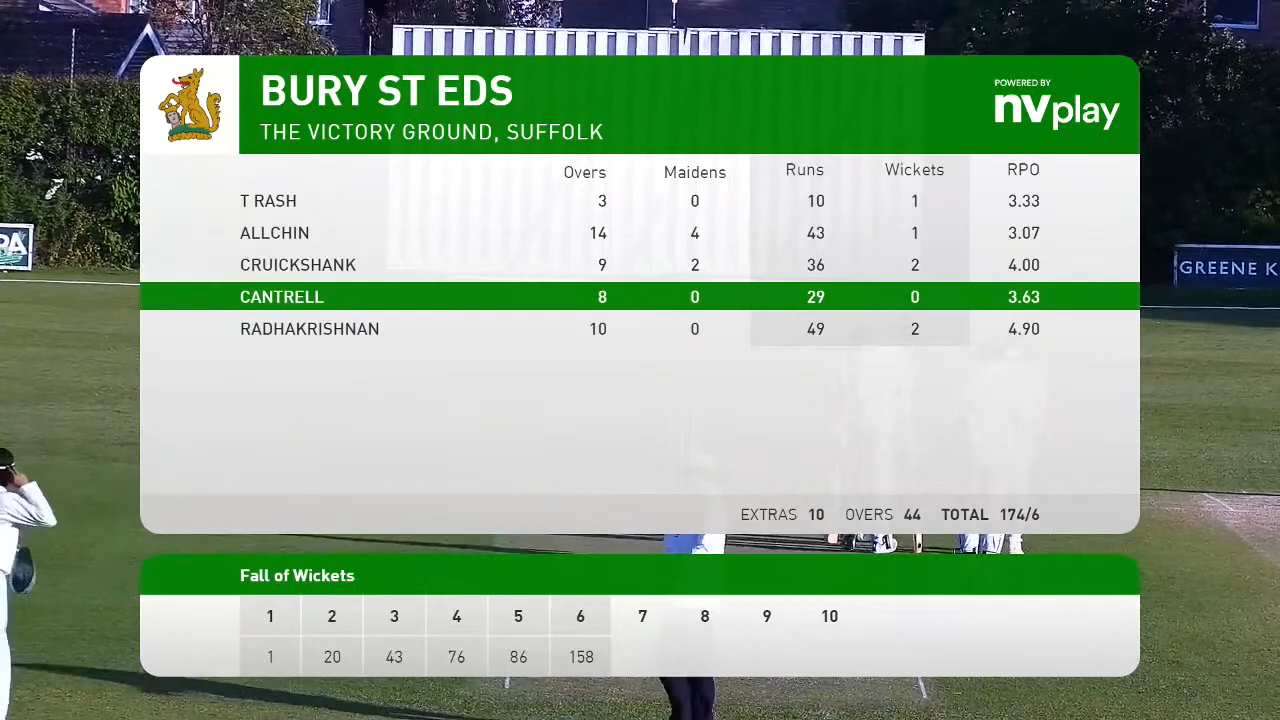 BURY ST EDS
THE VICTORY GROUND, SUFFOLK
POWERED BY
nvplay
Overs Maidens Runs Wickets RPO
T RASH 3 0 10 1 3.33
ALLCHIN 14 4 43 1 3.07
CRUICKSHANK 9 2 36 2 4.00
CANTRELL 8 0 29 0 3.63
RADHAKRISHNAN 10 0 49 2 4.90
EXTRAS 10 OVERS 44 TOTAL 174/6
Fall of Wickets
1 2 3 4 5 6 7 8 9 10
1 20 43 76 86 158
GREENE K